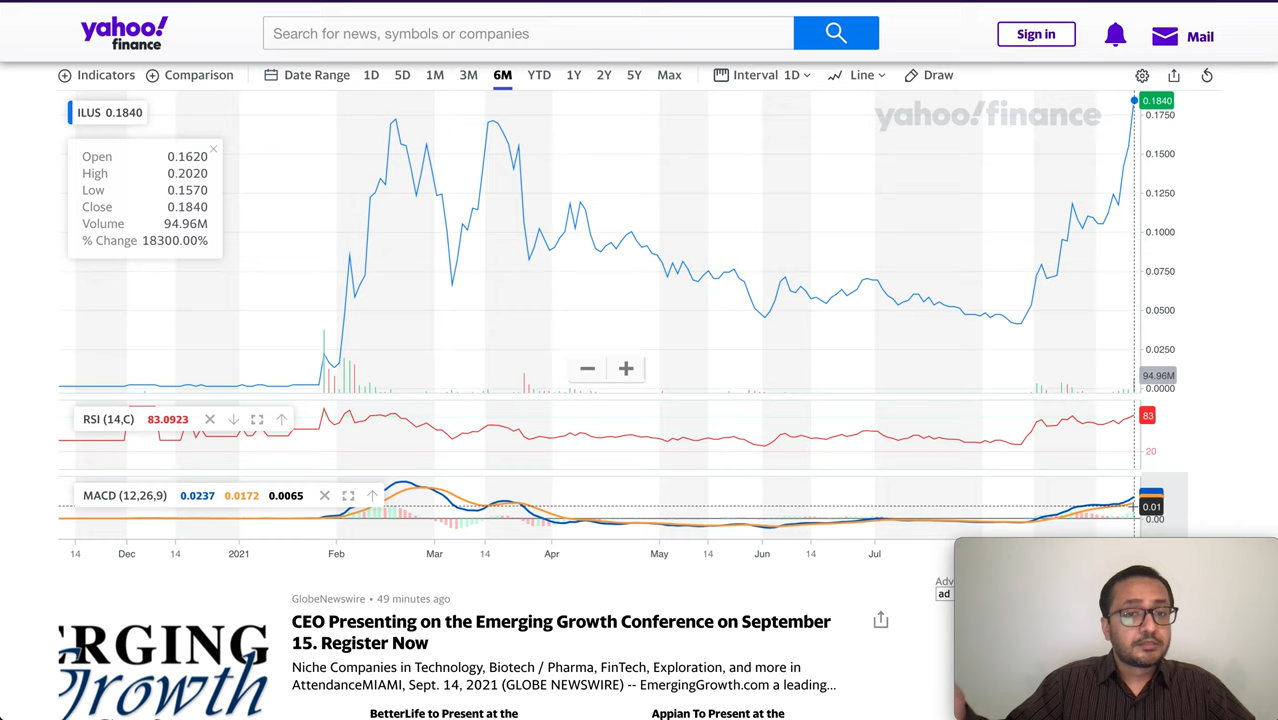 yahoo!
finance
Search for news, symbols or companies
Sign in
Mail
Indicators
Comparison
Date Range
1D
5D
1M
3M
6M
YTD
1Y
2Y
5Y
Max
Interval 1D
Line
Draw
ILUS 0.1840
yahoo!finance
Open 0.1620
High 0.2020
Low 0.1570
Close 0.1840
Volume 94.96M
% Change 18300.00%
0.1840
0.1750
0.1500
0.1250
0.1000
0.0750
0.0500
0.0250
94.96M
0.0000
RSI (14,C) 83.0923
83
20
MACD (12,26,9) 0.0237 0.0172 0.0065
0.01
0.00
14
Dec
14
2021
Feb
Mar
14
Apr
May
14
Jun
14
Jul
GlobeNewswire • 49 minutes ago
CEO Presenting on the Emerging Growth Conference on September
15. Register Now
Niche Companies in Technology, Biotech / Pharma, FinTech, Exploration, and more in
AttendanceMIAMI, Sept. 14, 2021 (GLOBE NEWSWIRE) -- EmergingGrowth.com a leading...
BetterLife to Present at the
Appian To Present at the
ERGING
Growth
Adv
ad